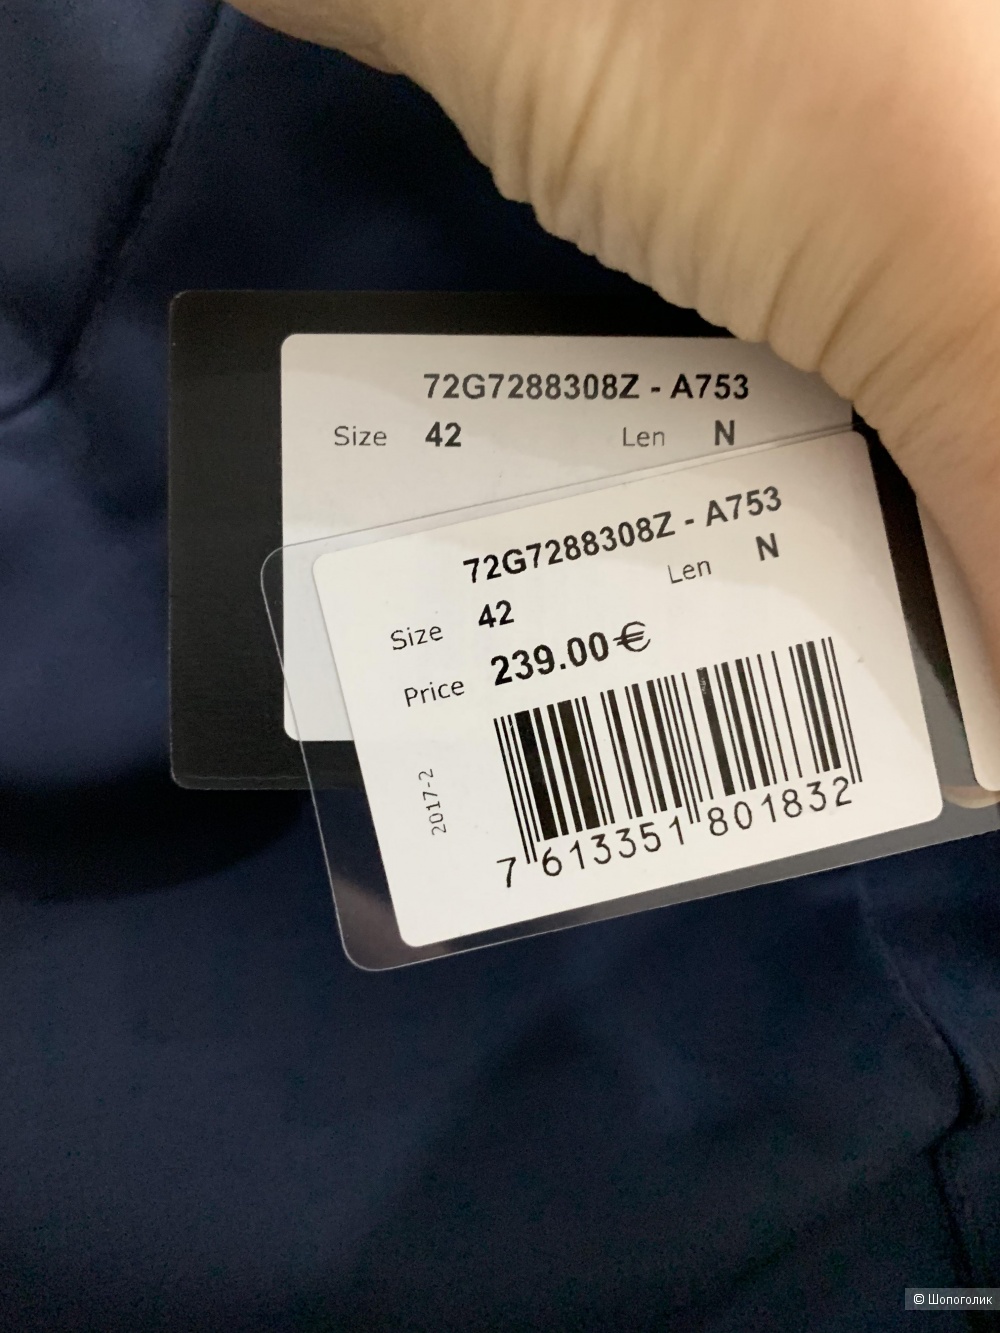 72G7288308Z - A753
Size 42 Len N
72G7288308Z - A753
Len N
Size 42
Price 239.00€
2017-2
7 613351 801832
© Шопоголик